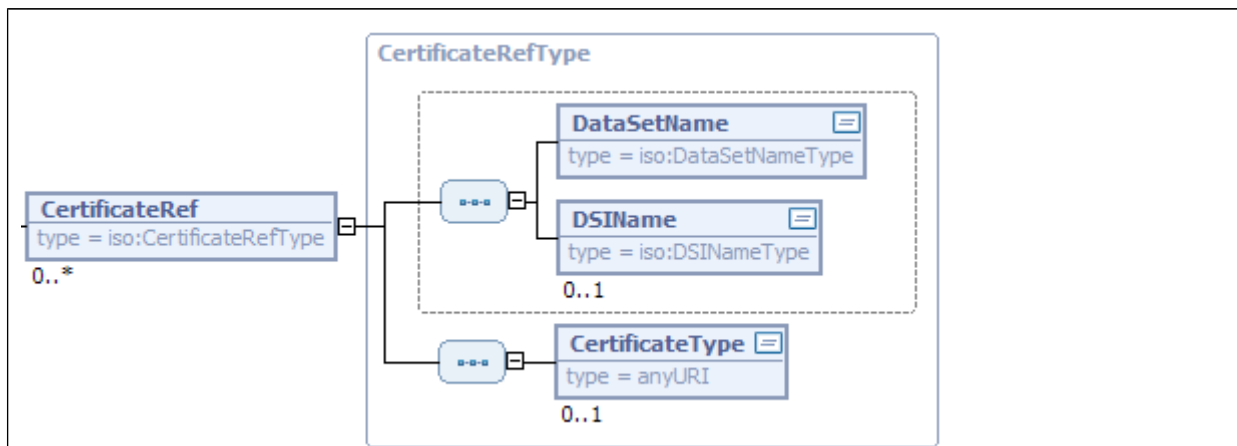 CertificateRefType
DataSetName
type = iso:DataSetNameType
CertificateRef
type = iso:CertificateRefType
0..*
DSIName
type = iso:DSINameType
0..1
CertificateType
type = anyURI
0..1